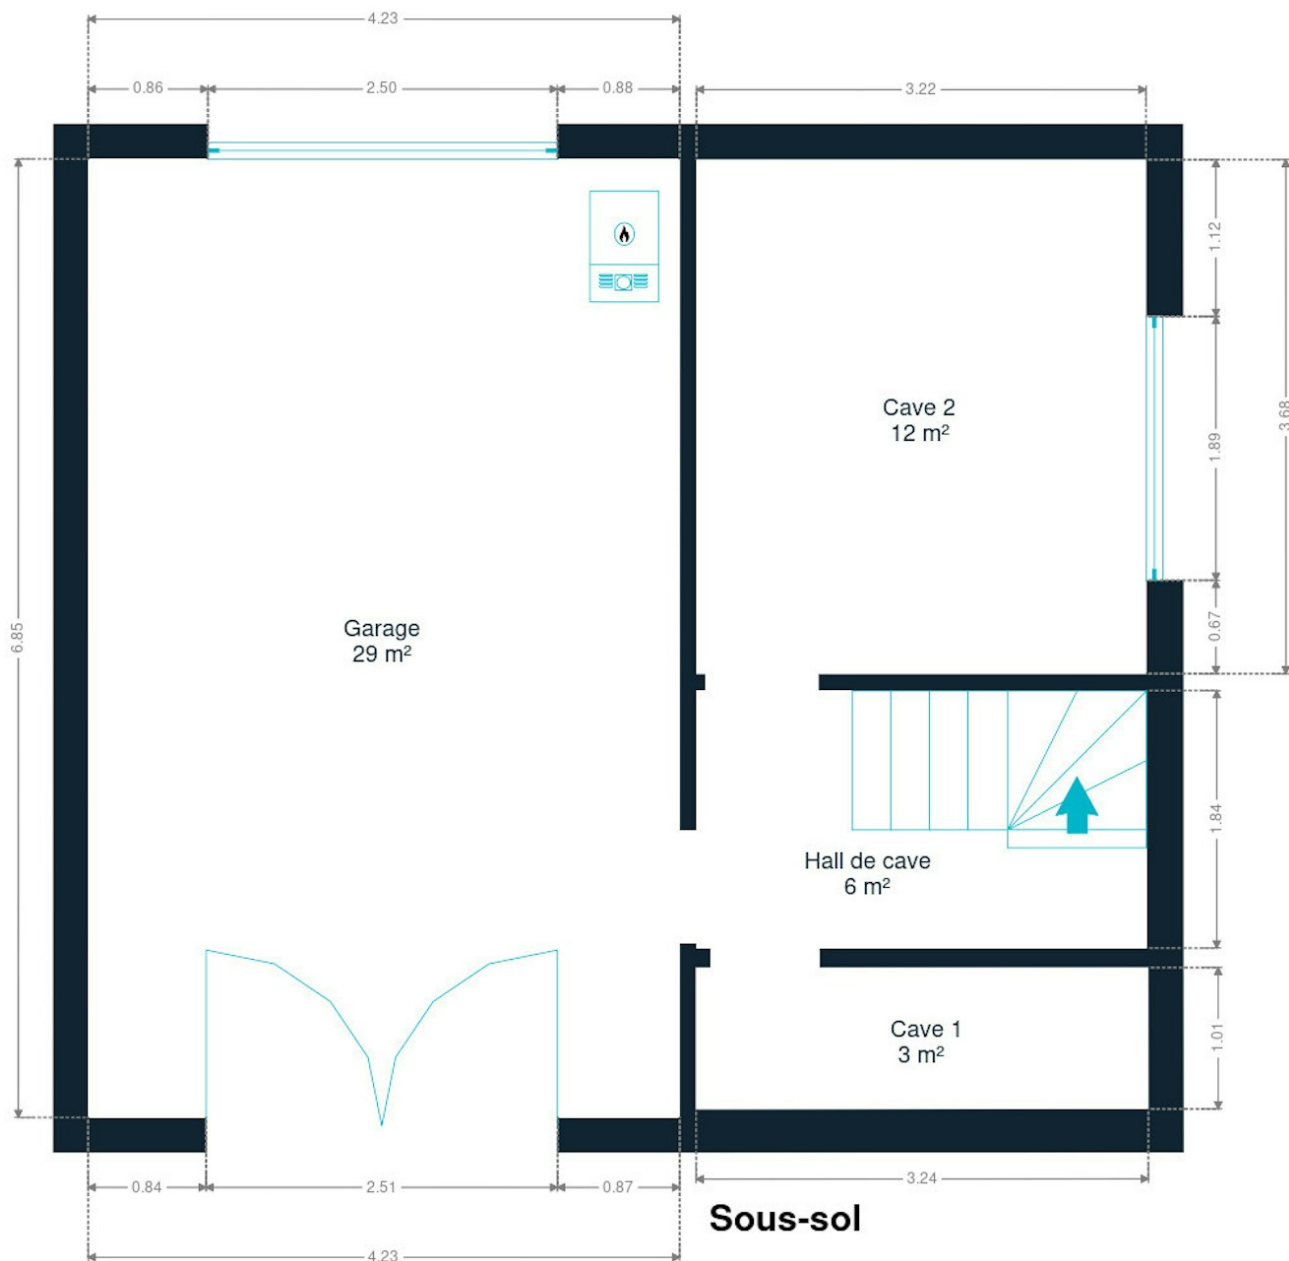 4.23
0.86
2.50
0.88
3.22
1.12
3.68
Cave 2
12 m²
1.89
Garage
29 m²
6.85
0.67
1.84
Hall de cave
6 m²
Cave 1
3 m²
1.01
0.84
2.51
0.87
3.24
Sous-sol
4.23